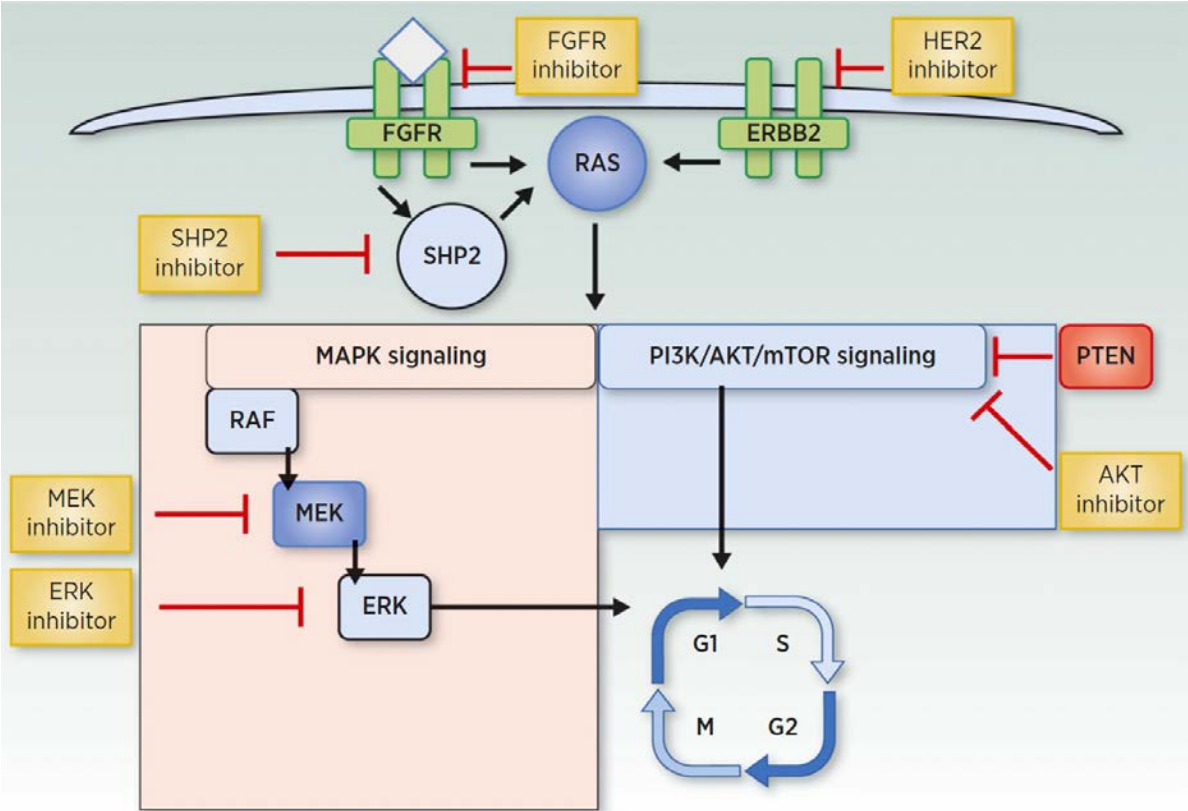 FGFR
inhibitor
HER2
inhibitor
FGFR
RAS
ERBB2
SHP2
inhibitor
SHP2
MAPK signaling
PI3K/AKT/mTOR signaling
PTEN
RAF
MEK
inhibitor
MEK
AKT
inhibitor
ERK
inhibitor
ERK
G1
S
M
G2